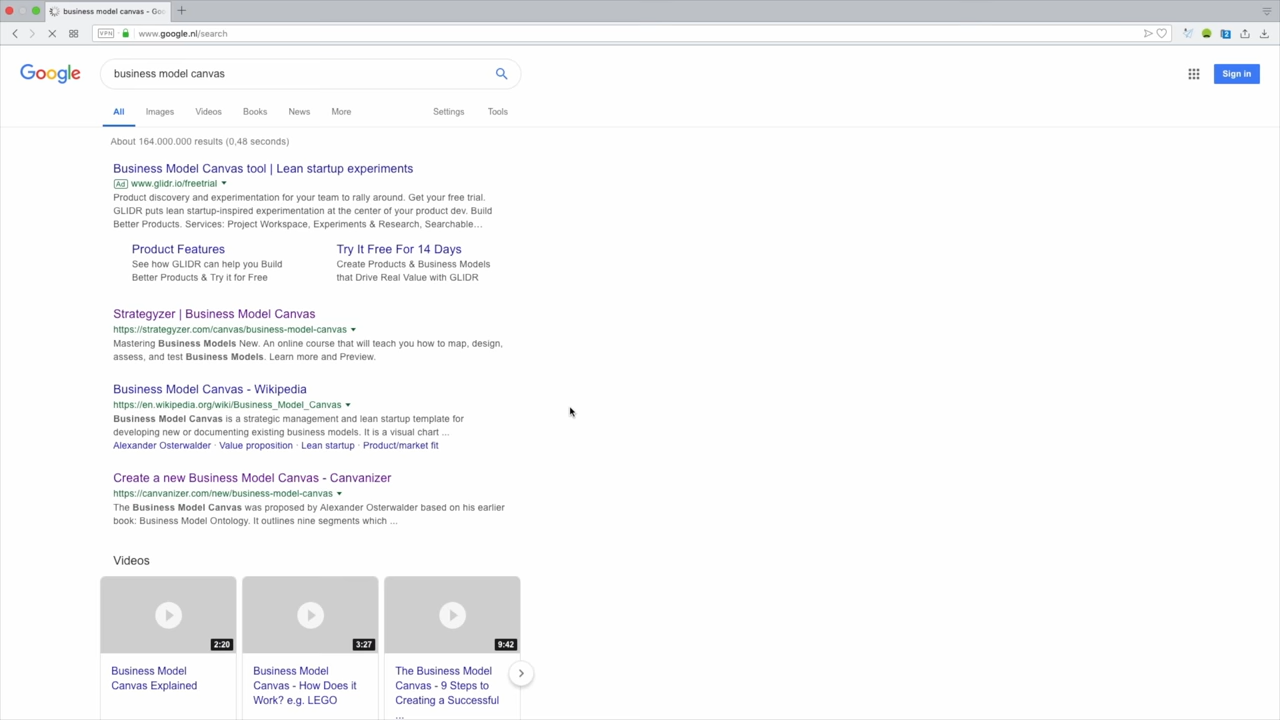 business model canvas - Goo
VPN www.google.nl/search
2
Google
business model canvas
Sign in
All Images Videos Books News More Settings Tools
About 164.000.000 results (0,48 seconds)
Business Model Canvas tool | Lean startup experiments
Ad www.glidr.io/freetrial
Product discovery and experimentation for your team to rally around. Get your free trial.
GLIDR puts lean startup-inspired experimentation at the center of your product dev. Build
Better Products. Services: Project Workspace, Experiments & Research, Searchable...
Product Features
See how GLIDR can help you Build
Better Products & Try it for Free
Try It Free For 14 Days
Create Products & Business Models
that Drive Real Value with GLIDR
Strategyzer | Business Model Canvas
https://strategyzer.com/canvas/business-model-canvas
Mastering Business Models New. An online course that will teach you how to map, design,
assess, and test Business Models. Learn more and Preview.
Business Model Canvas - Wikipedia
https://en.wikipedia.org/wiki/Business_Model_Canvas
Business Model Canvas is a strategic management and lean startup template for
developing new or documenting existing business models. It is a visual chart ...
Alexander Osterwalder · Value proposition · Lean startup · Product/market fit
Create a new Business Model Canvas - Canvanizer
https://canvanizer.com/new/business-model-canvas
The Business Model Canvas was proposed by Alexander Osterwalder based on his earlier
book: Business Model Ontology. It outlines nine segments which ...
Videos
2:20
Business Model
Canvas Explained
3:27
Business Model
Canvas - How Does it
Work? e.g. LEGO
9:42
The Business Model
Canvas - 9 Steps to
Creating a Successful
...